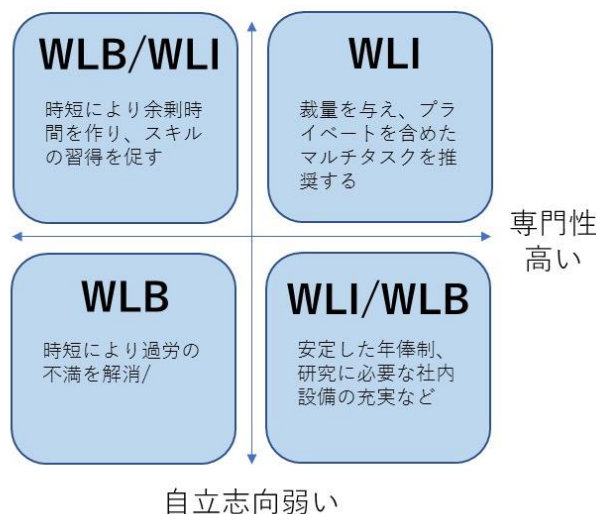 WLB/WLI
時短により余剰時
間を作り、スキル
の習得を促す
WLI
裁量を与え、プラ
イベートを含めた
マルチタスクを推
奨する
専門性
高い
WLB
時短により過労の
不満を解消/
WLI/WLB
安定した年俸制、
研究に必要な社内
設備の充実など
自立志向弱い